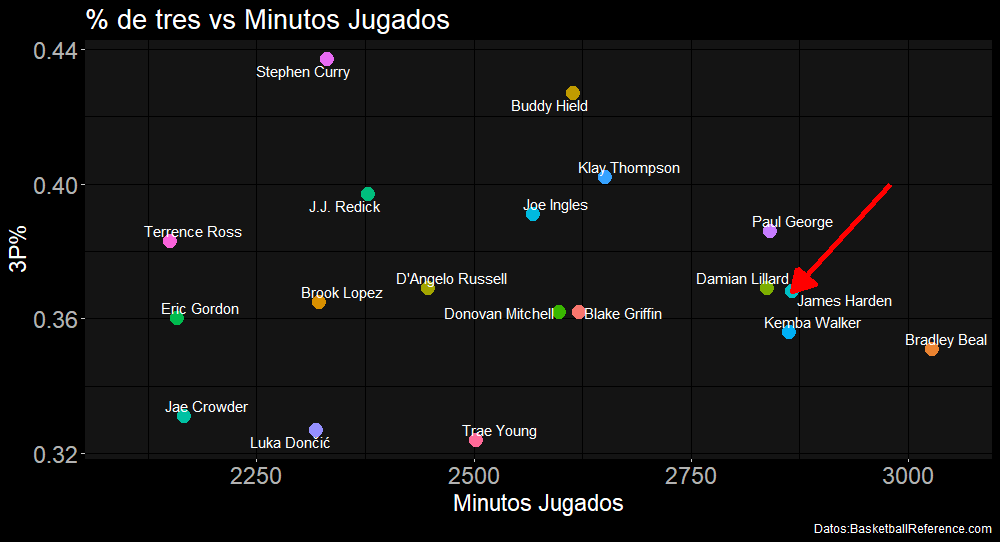 % de tres vs Minutos Jugados
0.44
Stephen Curry
Buddy Hield
Klay Thompson
0.40
J.J. Redick
Joe Ingles
Terrence Ross
Paul George
3P%
D'Angelo Russell
Damian Lillard
Brook Lopez
James Harden
Eric Gordon
Donovan Mitchell
Blake Griffin
0.36
Kemba Walker
Bradley Beal
Jae Crowder
Trae Young
Luka Dončić
0.32
2250
2500
2750
3000
Minutos Jugados
Datos:BasketballReference.com